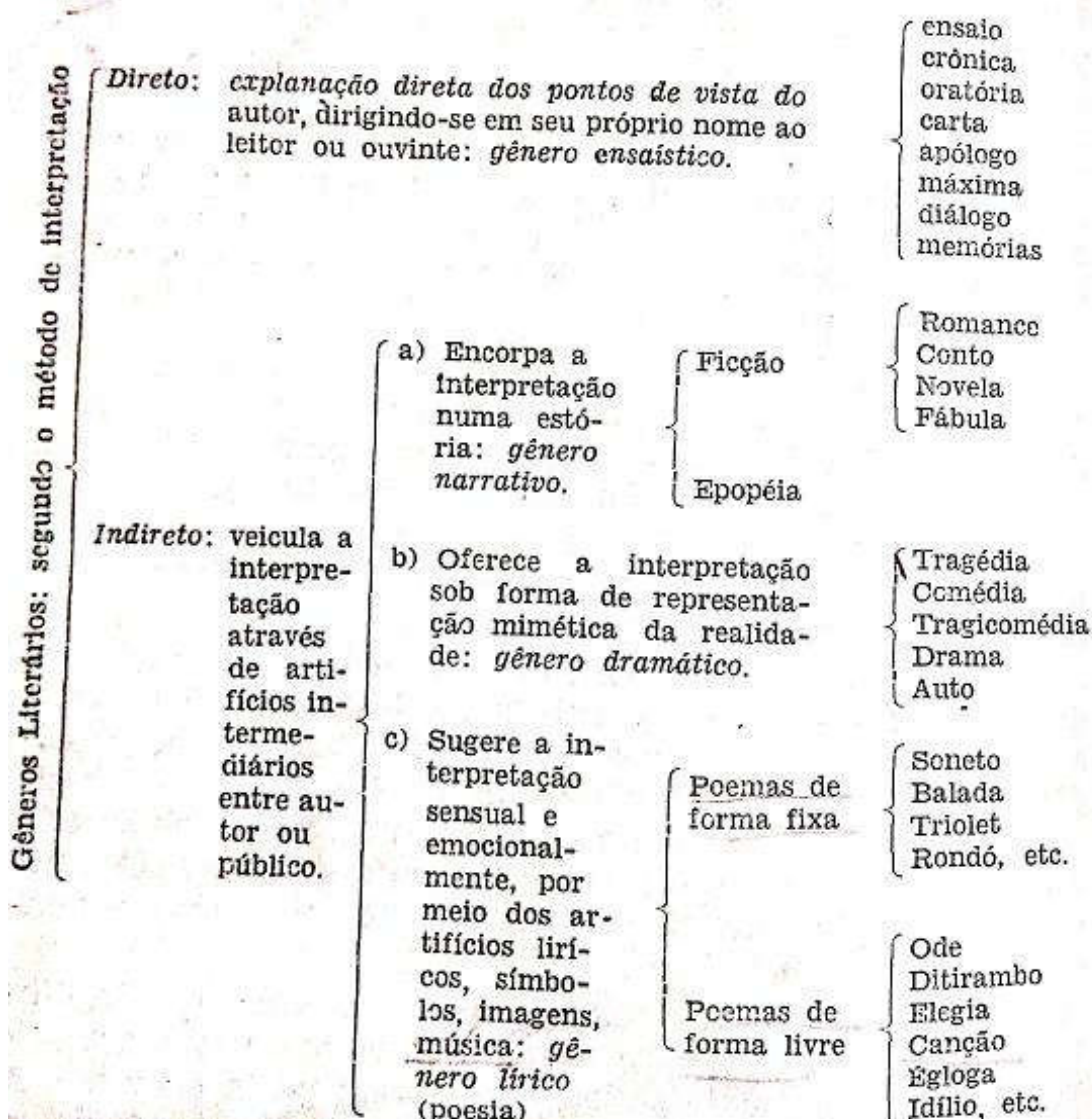 Gêneros Literários: segundo o método de interpretação
Direto: explanação direta dos pontos de vista do
autor, dirigindo-se em seu próprio nome ao
leitor ou ouvinte: gênero ensaístico.
ensaio
crônica
oratória
carta
apólogo
máxima
diálogo
memórias
Indireto: veicula a
interpre-
tação
através
de arti-
fícios in-
terme-
diários
entre au-
tor ou
público.
a) Encorpa a
interpretação
numa estó-
ria: gênero
narrativo.
Ficção
Romance
Conto
Novela
Fábula
Epopéia
b) Oferece a interpretação
sob forma de representa-
ção mimética da realida-
de: gênero dramático.
Tragédia
Comédia
Tragicomédia
Drama
Auto
c) Sugere a in-
terpretação
sensual e
emocional-
mente, por
meio dos ar-
tifícios líri-
cos, símbo-
los, imagens,
música: gê-
nero lírico
(poesia)
Poemas de
forma fixa
Soneto
Balada
Triolet
Rondó, etc.
Poemas de
forma livre
Ode
Ditirambo
Elegia
Canção
Égloga
Idílio, etc.